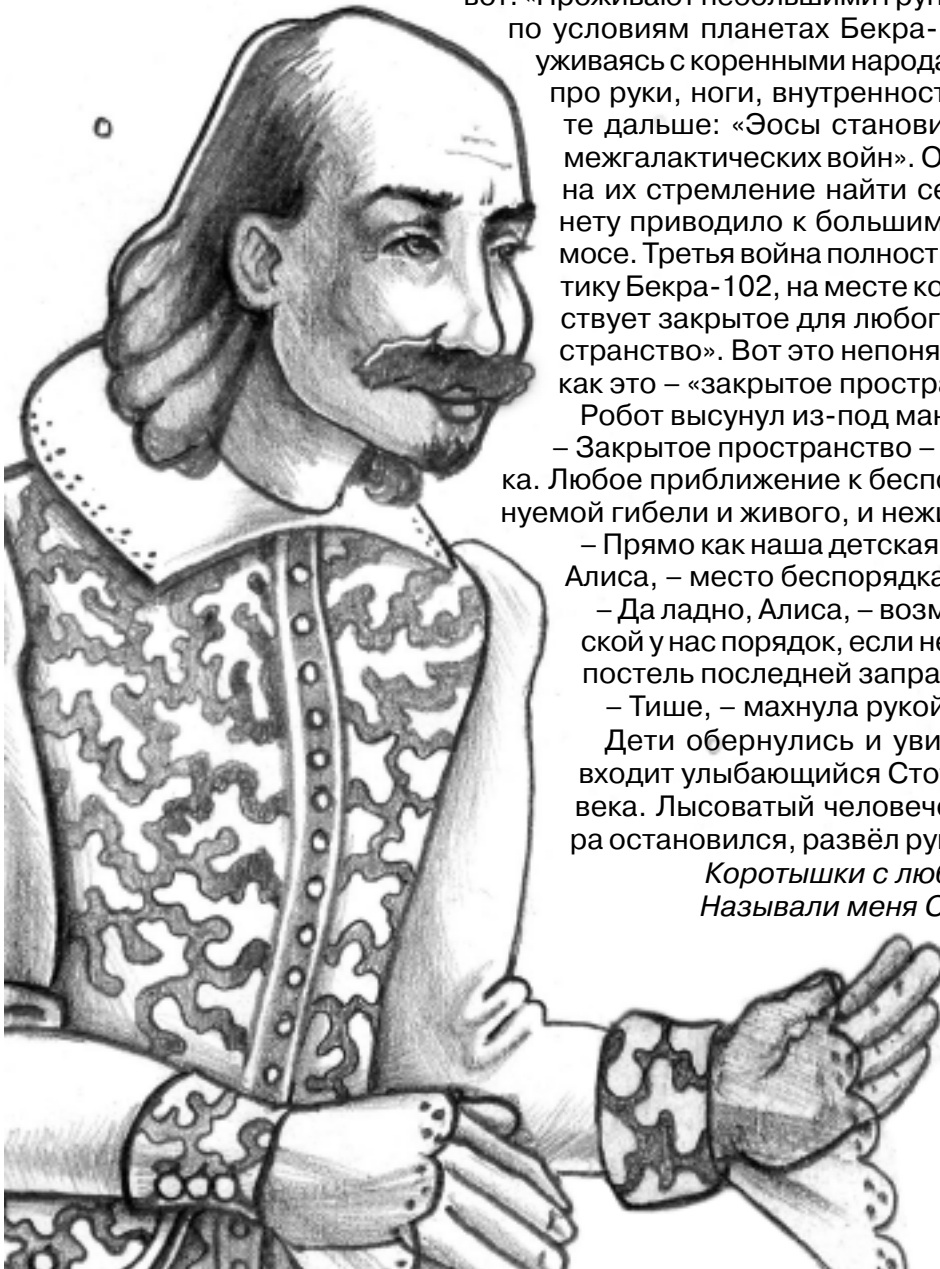 вот: «Проживают небольшими груп
по условиям планетах Бекра-
уживаясь с коренными народа
про руки, ноги, внутренност
те дальше: «Эосы станови
межгалактических войн». О
на их стремление найти се
нету приводило к большим
мосе. Третья война полност
тику Бекра-102, на месте ко
ствует закрытое для любог
странство». Вот это непоня
как это – «закрытое простра
Робот высунул из-под ман
– Закрытое пространство –
ка. Любое приближение к беспо
нуемой гибели и живого, и нежи
– Прямо как наша детская
Алиса, – место беспорядка
– Да ладно, Алиса, – возм
ской у нас порядок, если не
постель последней запра
– Тише, – махнула рукой
Дети обернулись и уви
входит улыбающийся Сто
века. Лысоватый человече
ра остановился, развёл рук
Коротышки с люб
Называли меня С